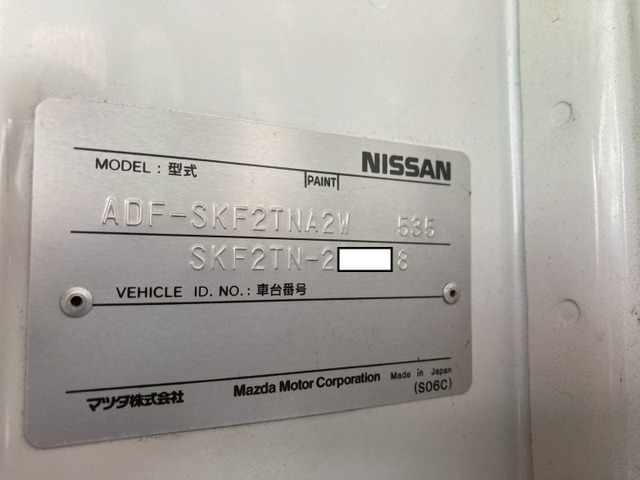 MODEL : 型式 NISSAN
PAINT
ADF-SKF2TNA2W 535
SKF2TN-2 8
VEHICLE ID. NO. : 車台番号
マツダ株式会社 Mazda Motor Corporation Made in Japan
(S06C)